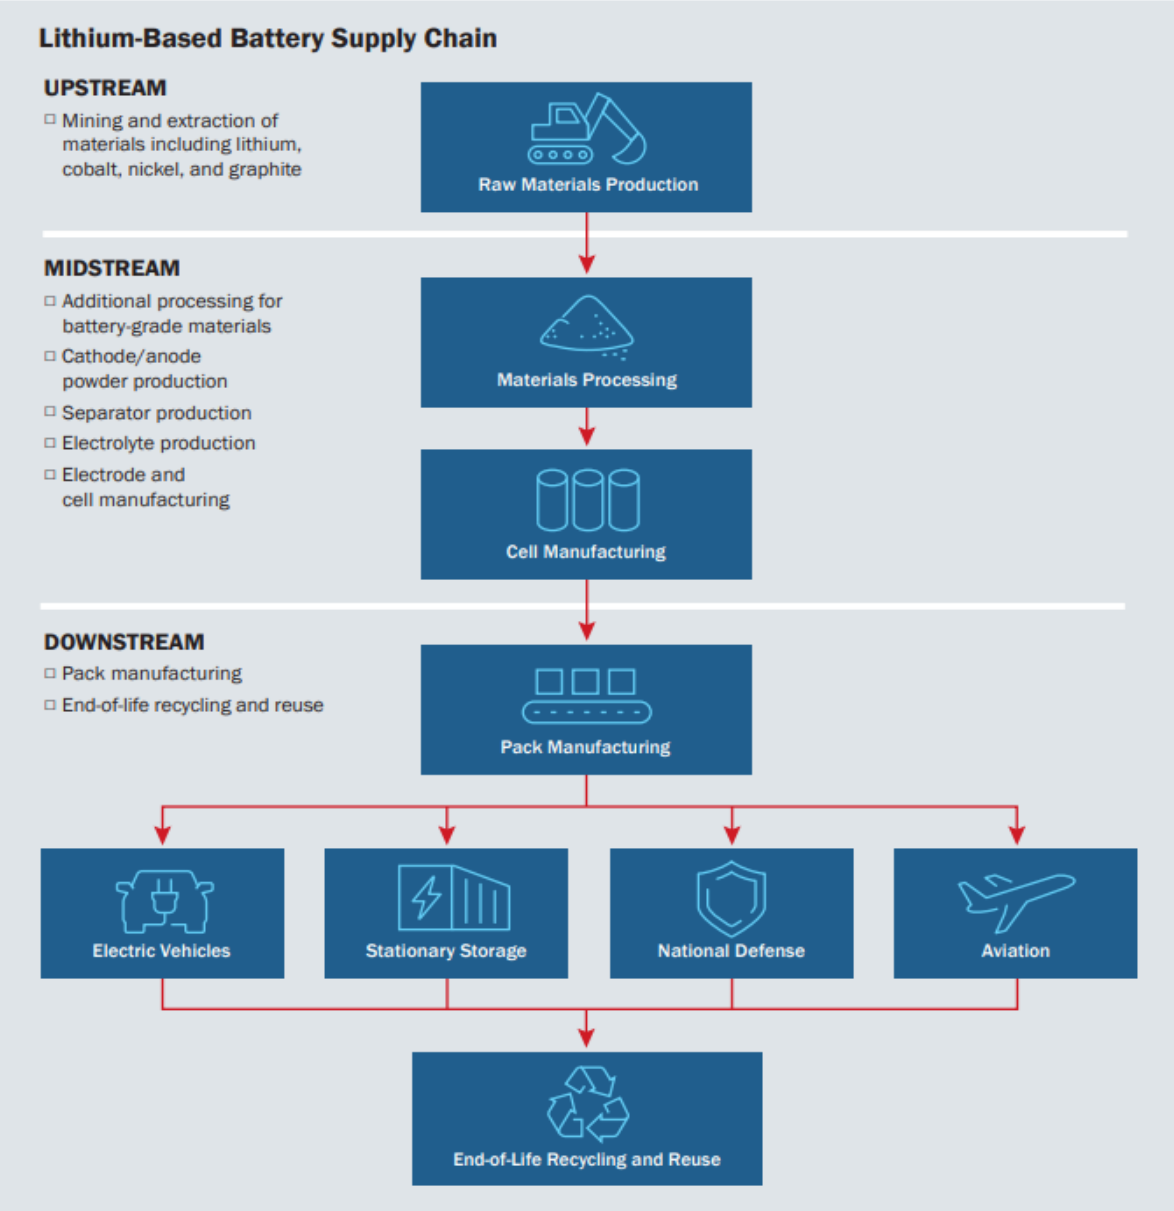 Lithium-Based Battery Supply Chain
UPSTREAM
Mining and extraction of
materials including lithium,
cobalt, nickel, and graphite
Raw Materials Production
MIDSTREAM
Additional processing for
battery-grade materials
Cathode/anode
powder production
Separator production
Electrolyte production
Electrode and
cell manufacturing
Materials Processing
Cell Manufacturing
DOWNSTREAM
Pack manufacturing
End-of-life recycling and reuse
Pack Manufacturing
Electric Vehicles
Stationary Storage
National Defense
Aviation
End-of-Life Recycling and Reuse